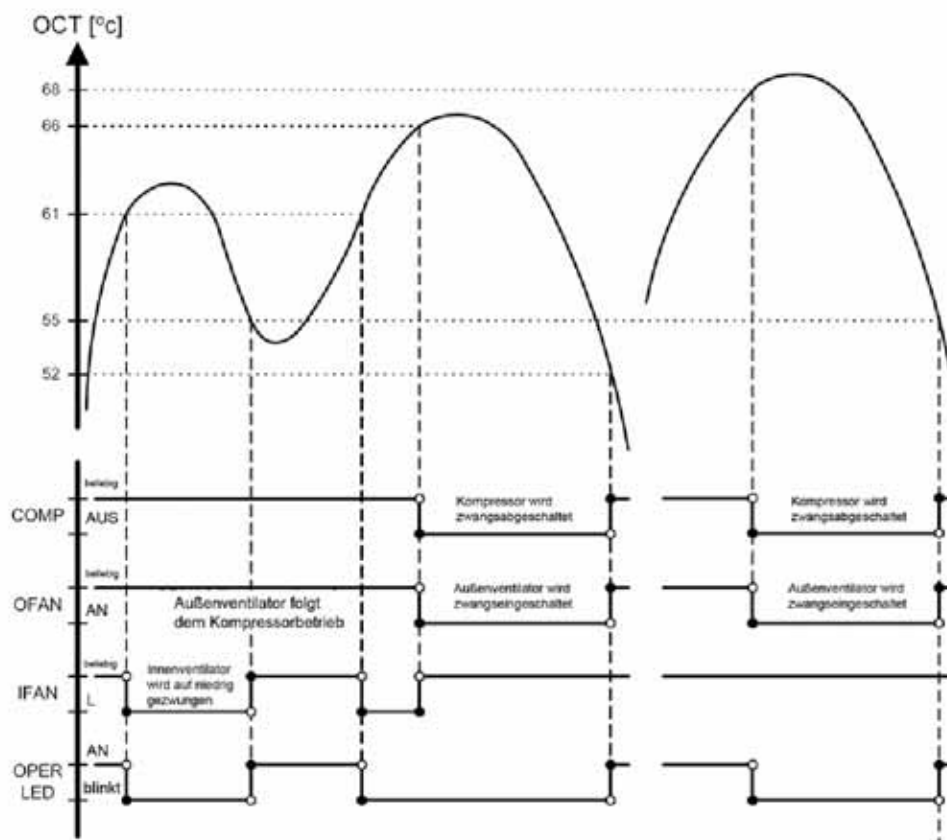 OCT [°c]
68
66
61
55
52
beliebig
COMP
AUS
Kompressor wird
zwangsabgeschaltet
Kompressor wird
zwangsabgeschaltet
beliebig
OFAN
AN
Außenventilator folgt
dem Kompressorbetrieb
Außenventilator wird
zwangseingeschaltet
Außenventilator wird
zwangseingeschaltet
beliebig
IFAN
L
Innenventilator
wird auf niedrig
gezwungen
AN
OPER
LED
blinkt